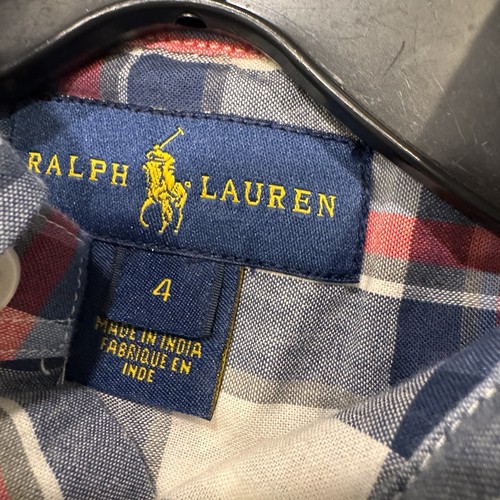 RALPH LAUREN
4
MADE IN INDIA
FABRIQUE EN
INDE